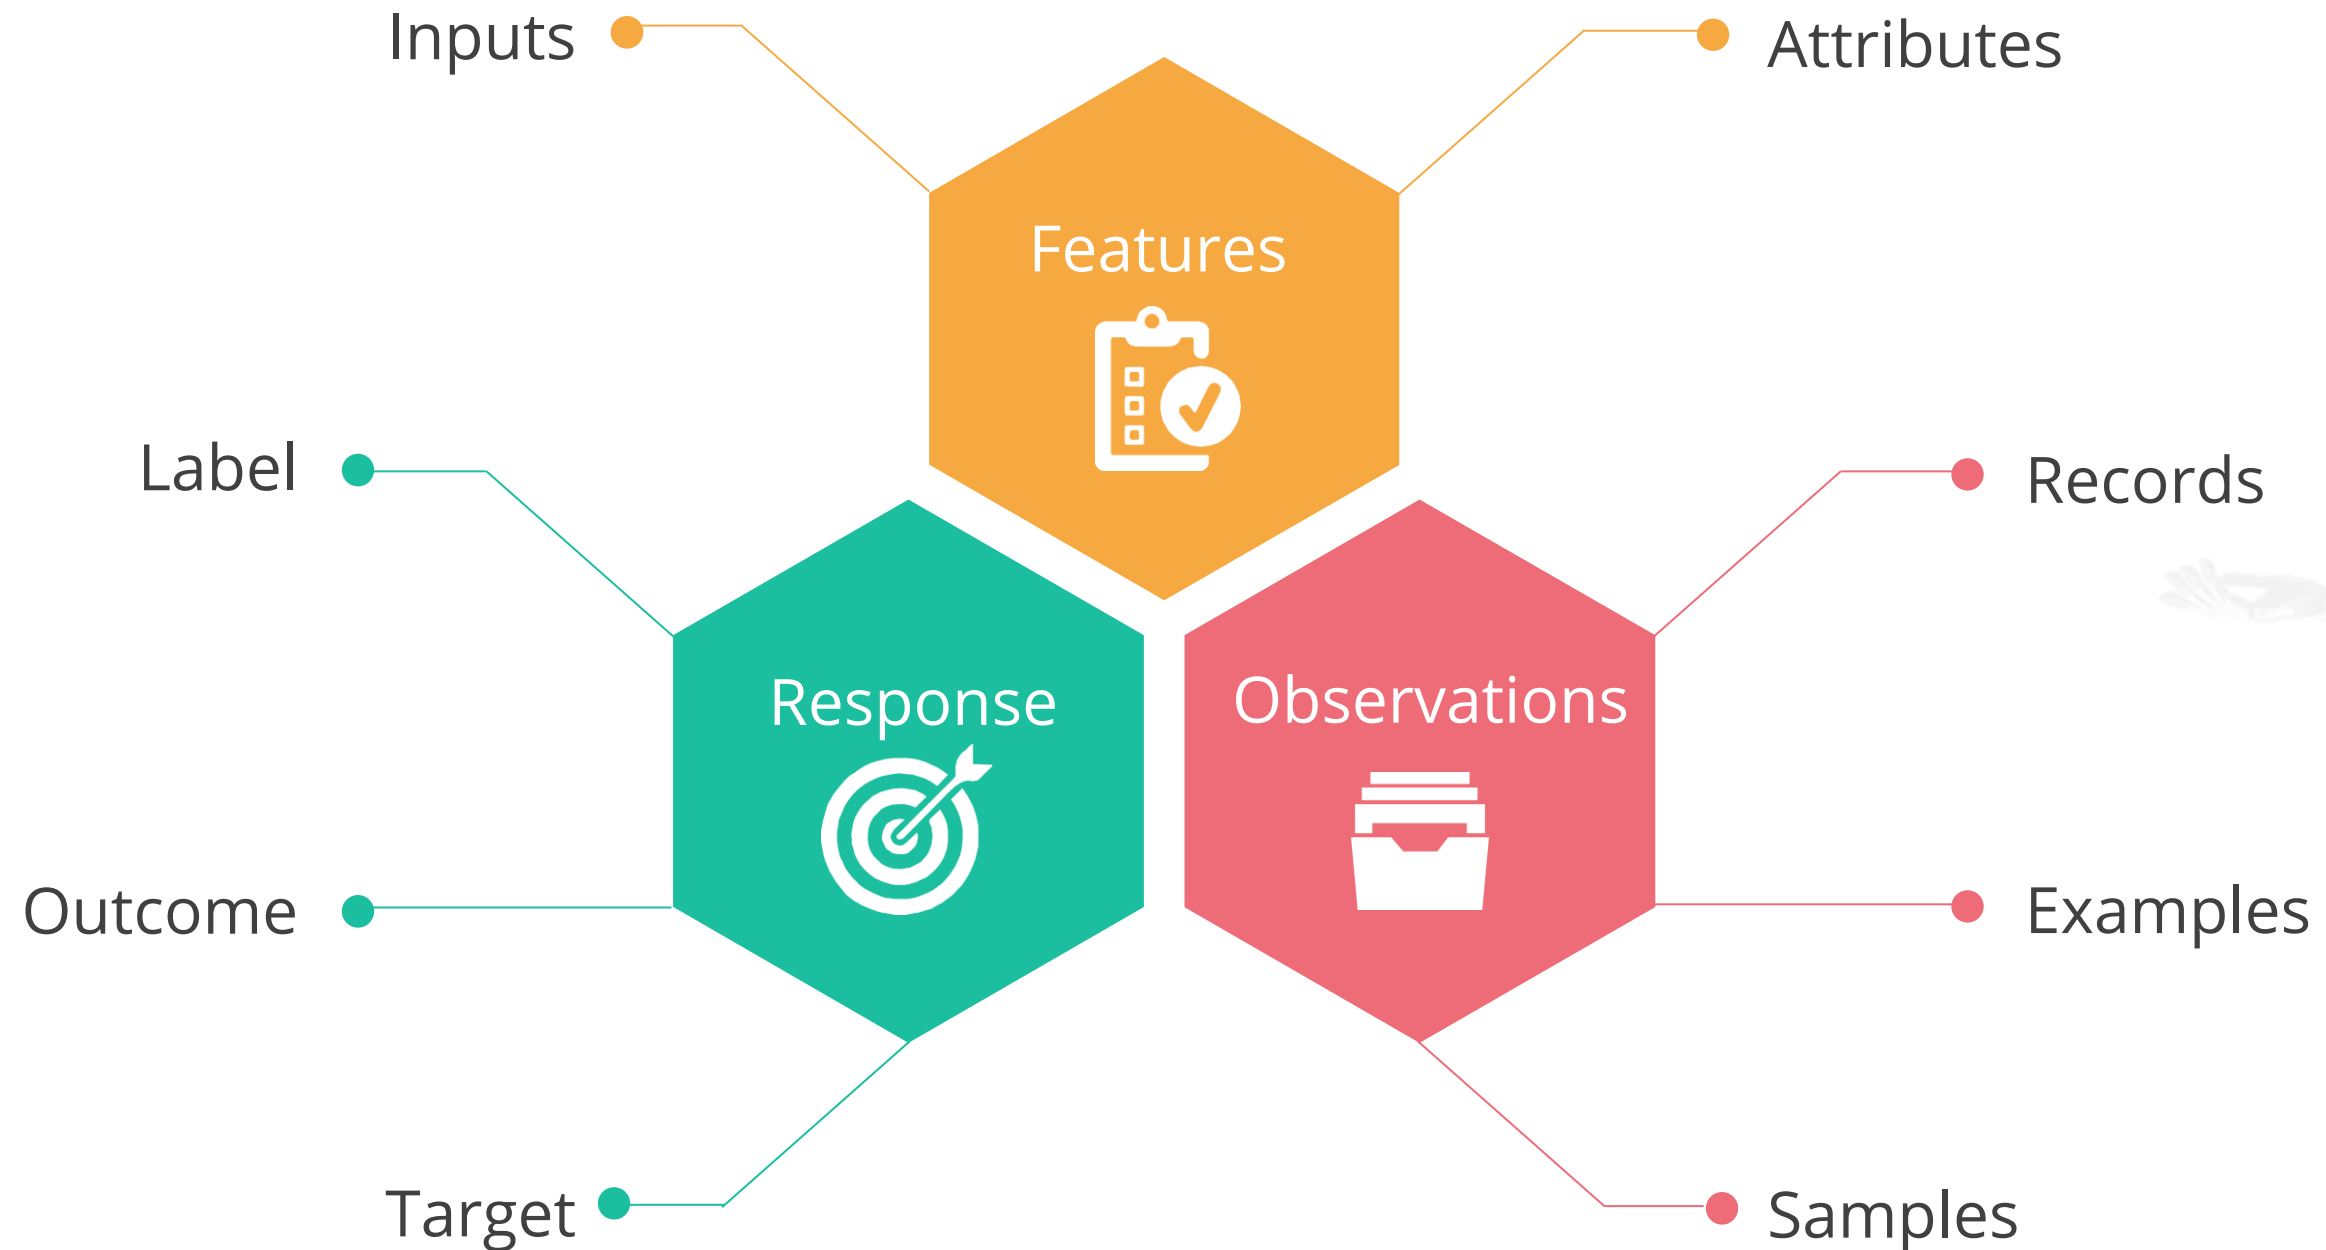 Inputs
Attributes
Features
Label
Records
Response
Observations
Outcome
Examples
Target
Samples